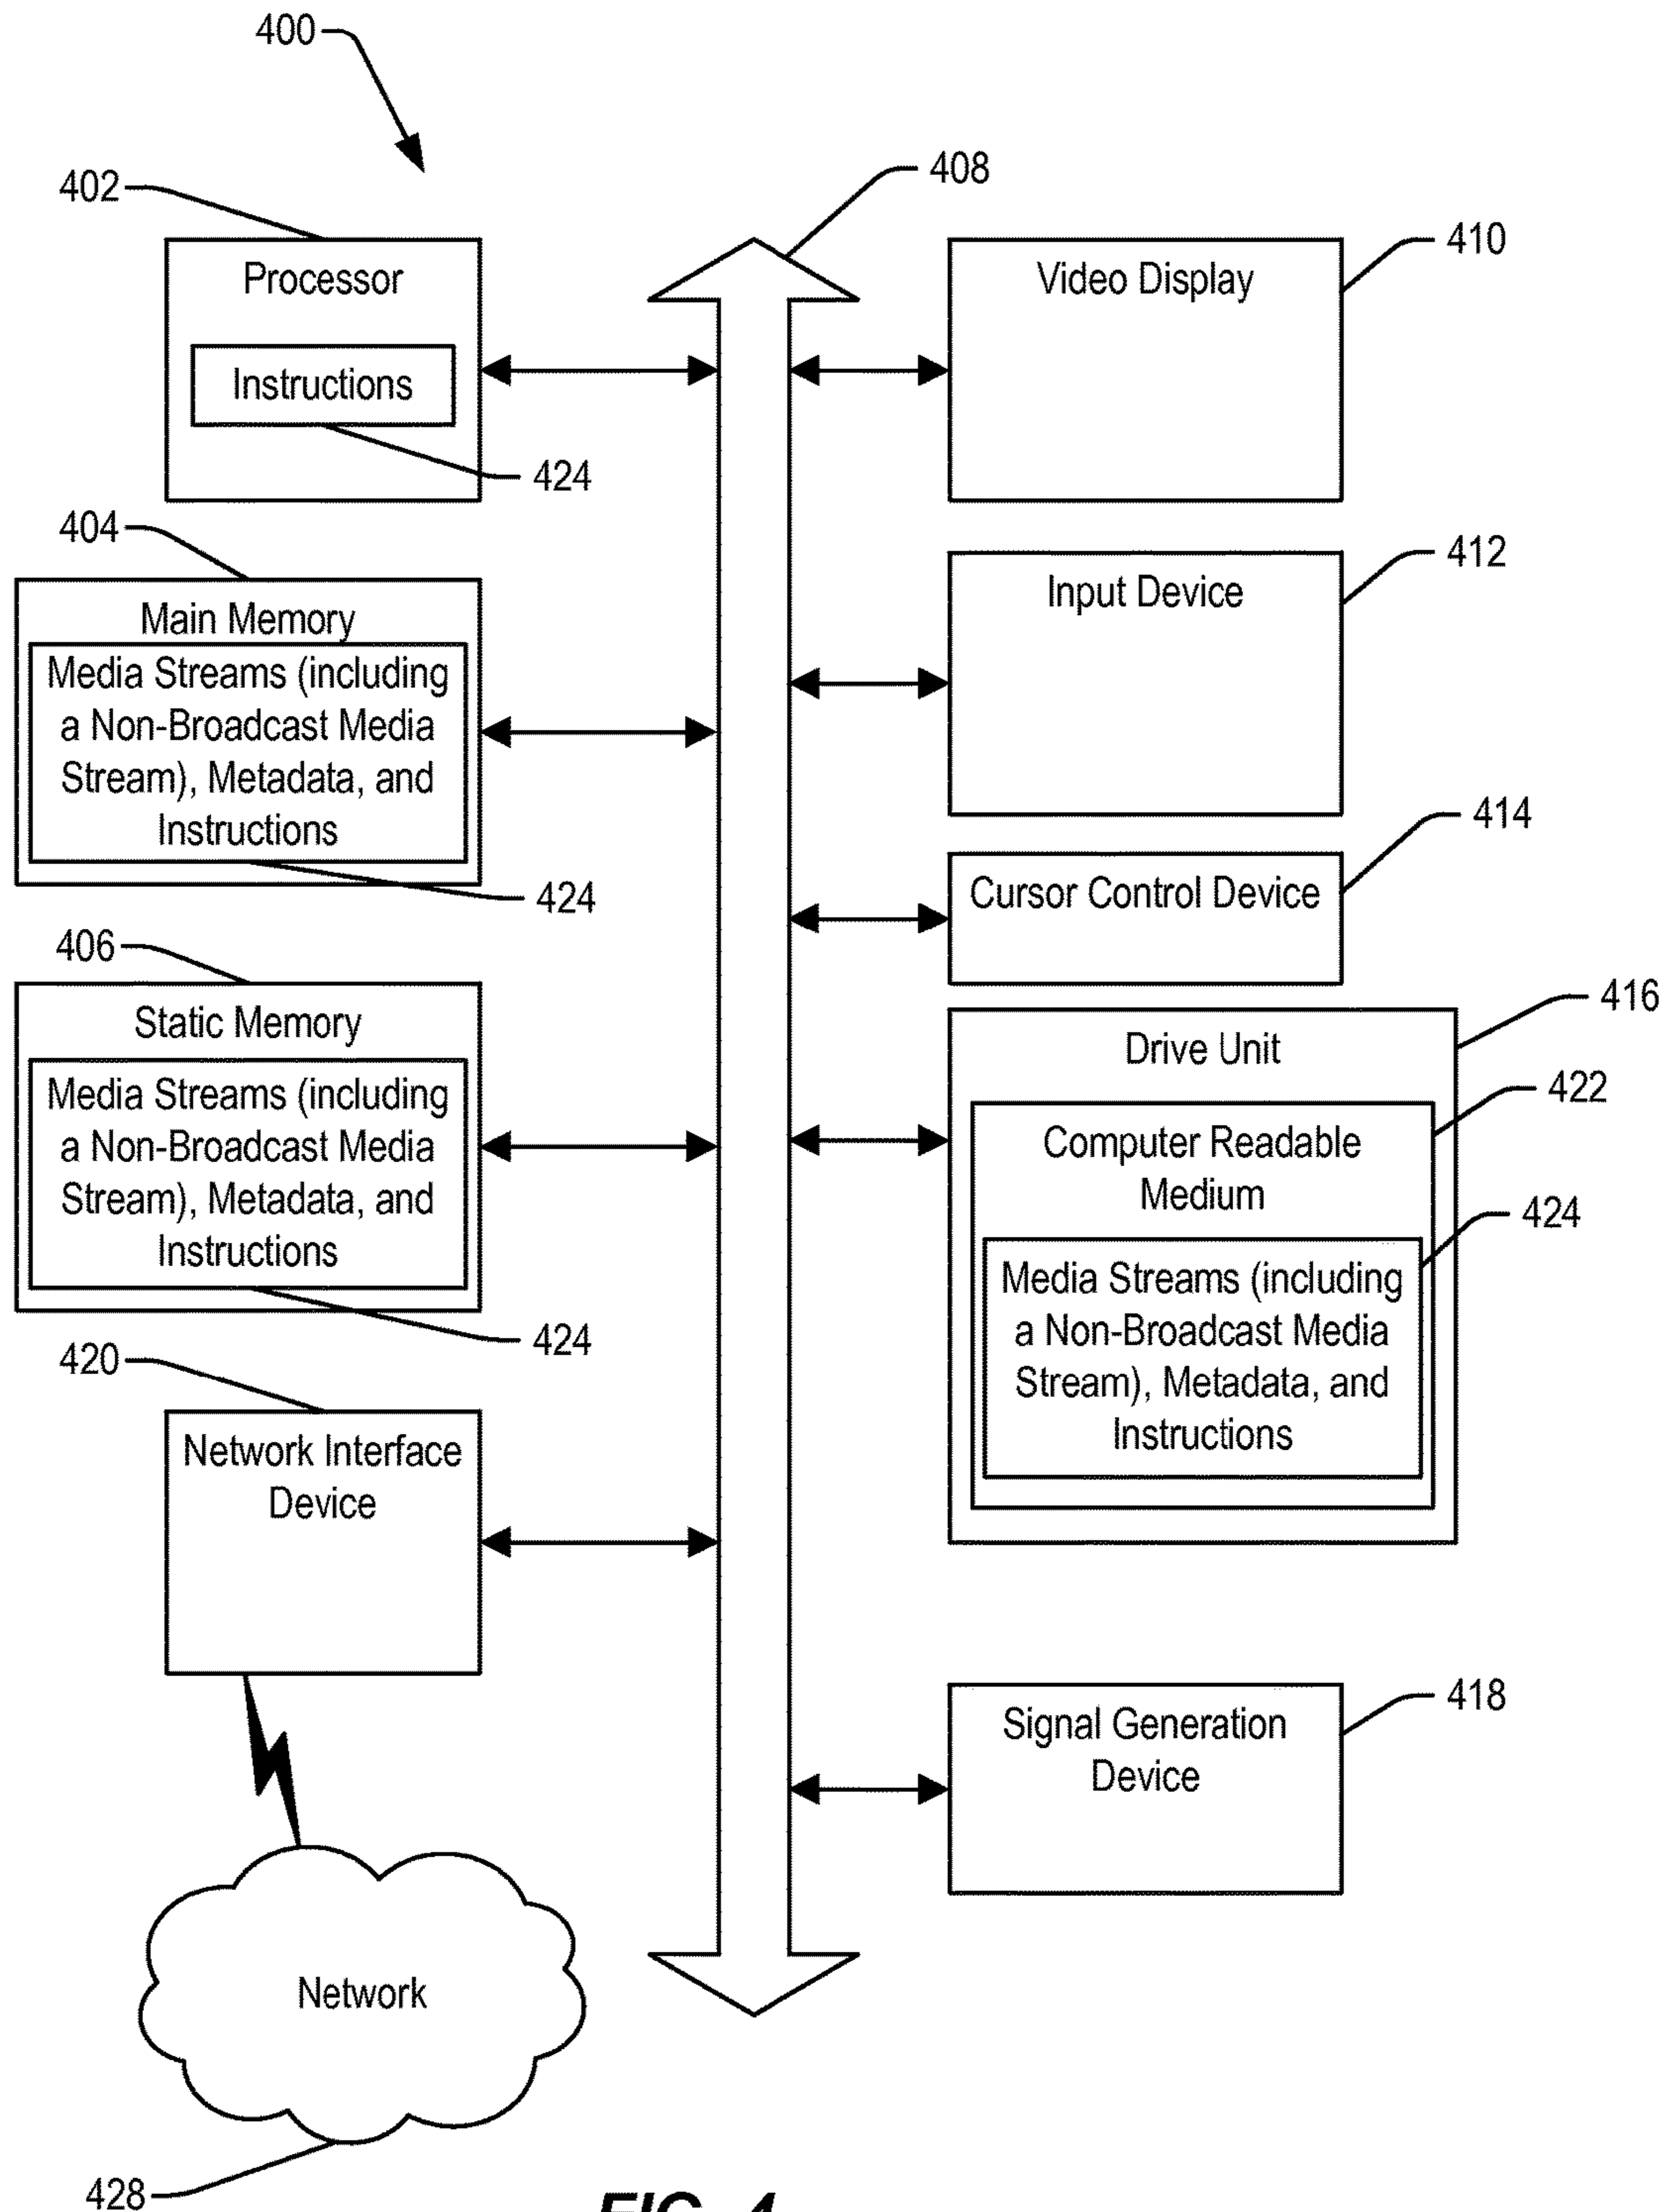 400
402
408
Processor
Instructions
424
Video Display
410
404
Main Memory
Media Streams (including
a Non-Broadcast Media
Stream), Metadata, and
Instructions
424
Input Device
412
Cursor Control Device
414
406
Static Memory
Media Streams (including
a Non-Broadcast Media
Stream), Metadata, and
Instructions
424
Drive Unit
416
Computer Readable
Medium
422
Media Streams (including
a Non-Broadcast Media
Stream), Metadata, and
Instructions
424
420
Network Interface
Device
Signal Generation
Device
418
Network
428
FIG. 4